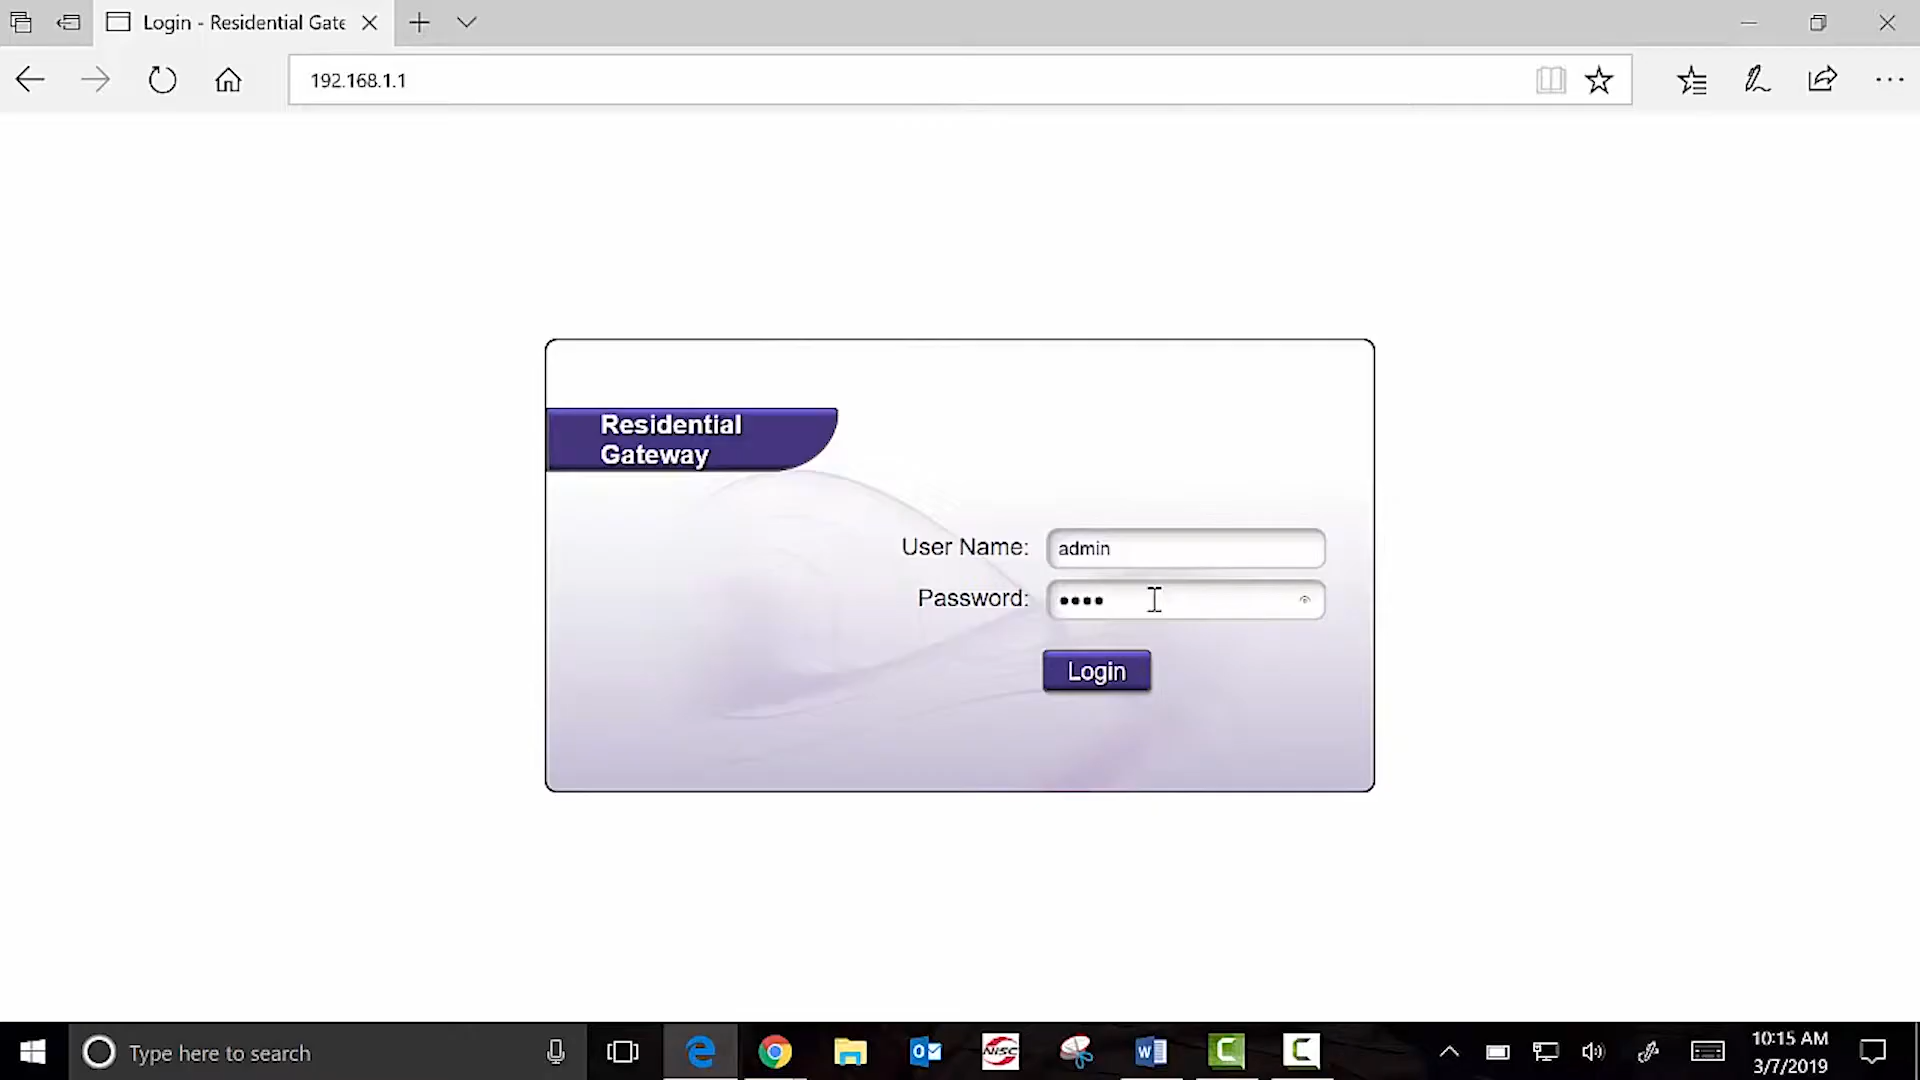 Login - Residential Gate
192.168.1.1
Residential
Gateway
User Name:
admin
Password:
••••
Login
Type here to search
NISC
10:15 AM
3/7/2019